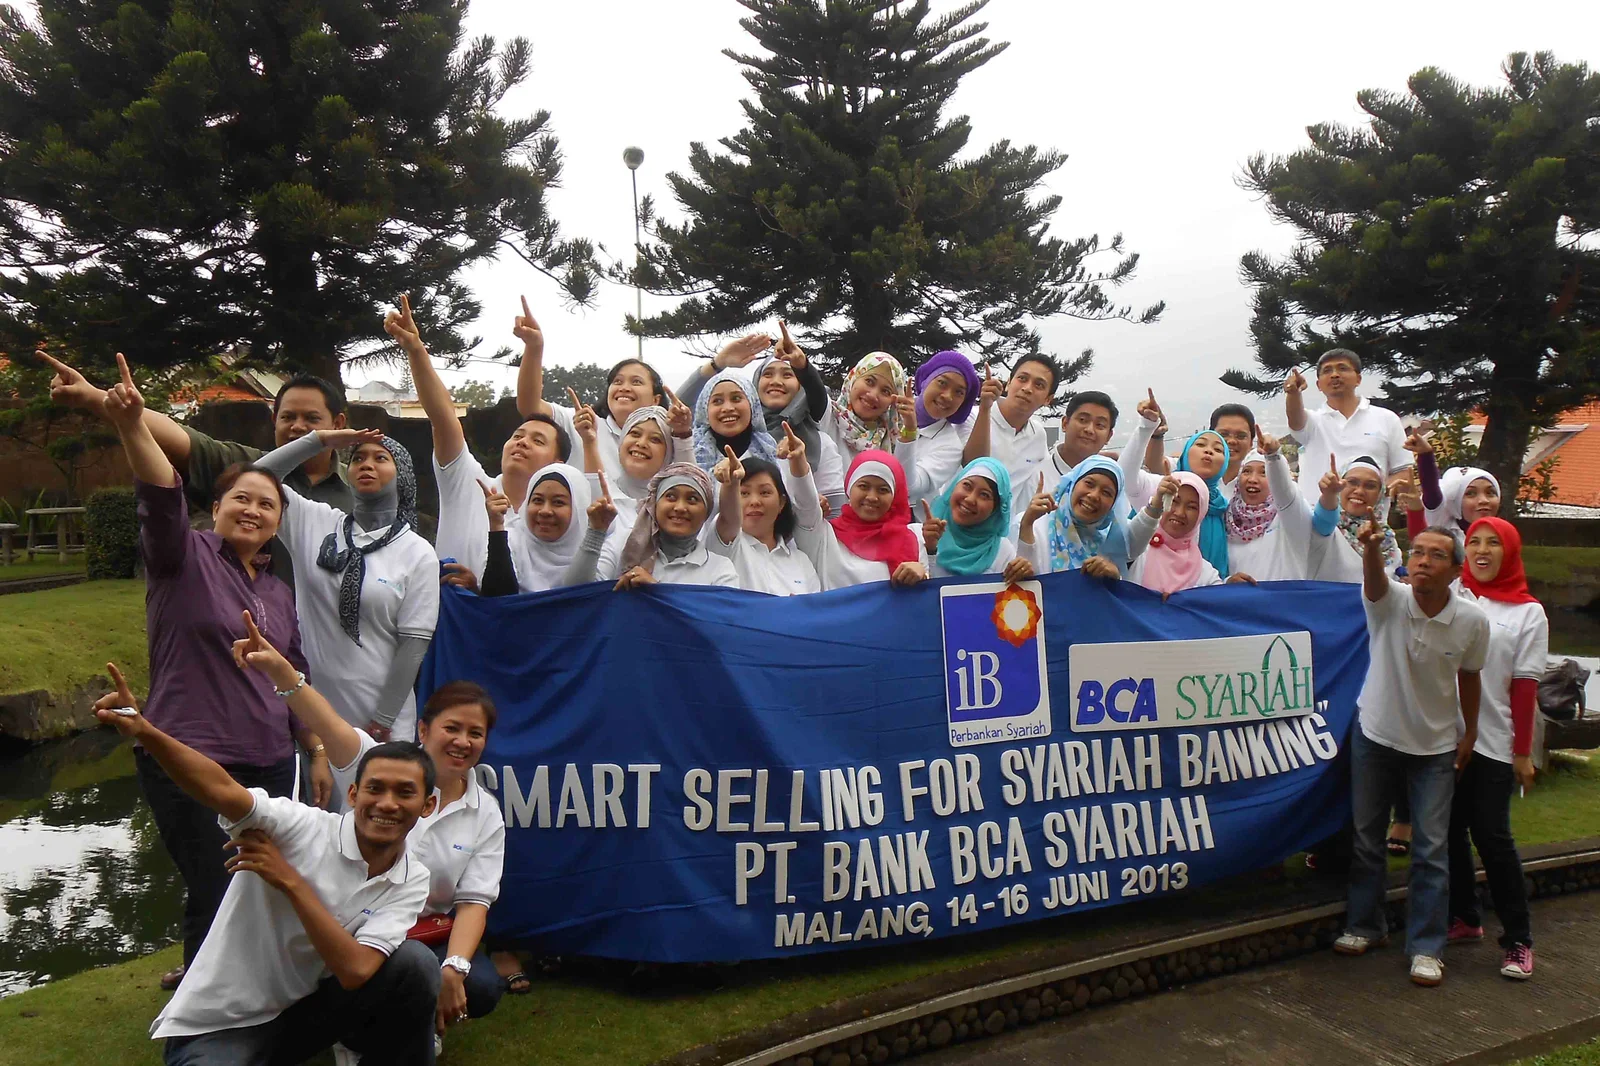 iB
Perbankan Syariah
BCA SYARIAH
SMART SELLING FOR SYARIAH BANKING"
PT. BANK BCA SYARIAH
MALANG, 14-16 JUNI 2013